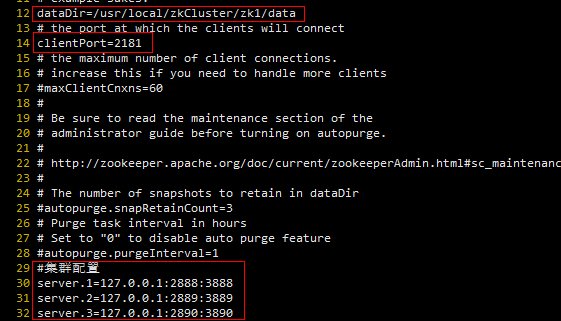 11 # example sakes.
12 dataDir=/usr/local/zkCluster/zk1/data
13 # the port at which the clients will connect
14 clientPort=2181
15 # the maximum number of client connections.
16 # increase this if you need to handle more clients
17 #maxClientCnxns=60
18 #
19 # Be sure to read the maintenance section of the
20 # administrator guide before turning on autopurge.
21 #
22 # http://zookeeper.apache.org/doc/current/zookeeperAdmin.html#sc_maintenanc
23 #
24 # The number of snapshots to retain in dataDir
25 #autopurge.snapRetainCount=3
26 # Purge task interval in hours
27 # Set to "0" to disable auto purge feature
28 #autopurge.purgeInterval=1
29 #集群配置
30 server.1=127.0.0.1:2888:3888
31 server.2=127.0.0.1:2889:3889
32 server.3=127.0.0.1:2890:3890